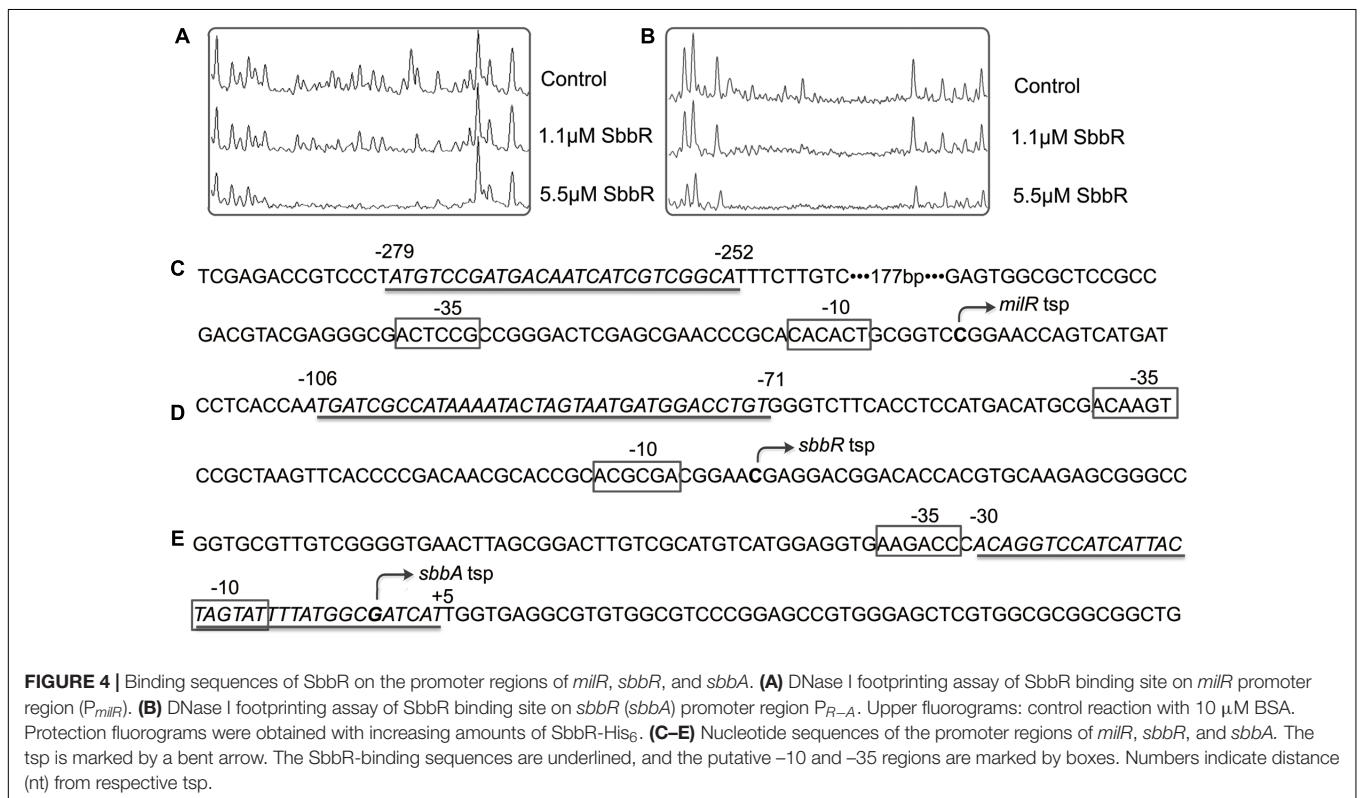 A
Control
1.1μM SbbR
5.5μM SbbR
B
Control
1.1μM SbbR
5.5μM SbbR
-279 -252
C TCGAGACCGTCCCTATGTCCGATGACAATCATCGTCGGCATTTCTTGTC•••177bp•••GAGTGGCGCTCCGCC
-35 -10 milR tsp
GACGTACGAGGGCGACTCCGCCGGGACTCGAGCGAACCCGCACACACTGCGGTCCGGAACCAGTCATGAT
-106 -71 -35
D CCTCACCAATGATCGCCATAAAATACTAGTAATGATGGACCTGTGGGTCTTCACCTCCATGACATGCGACAAGT
-10 sbbR tsp
CCGCTAAGTTCACCCCGACAACGCACCGCACGCGACGGAACGAGGACGGACACCACGTGCAAGAGCGGGCC
-35 -30
E GGTGCGTTGTCGGGGTGAACTTAGCGGACTTGTCGCATGTCATGGAGGTGAAGACCCACAGGTCCATCATTAC
-10 sbbA tsp +5
TAGTATTTTATGGCGATCATTGGTGAGGCGTGTGGCGTCCCGGAGCCGTGGGAGCTCGTGGCGCGGCGGCTG
FIGURE 4 | Binding sequences of SbbR on the promoter regions of milR, sbbR, and sbbA. (A) DNase I footprinting assay of SbbR binding site on milR promoter
region (PmilR). (B) DNase I footprinting assay of SbbR binding site on sbbR (sbbA) promoter region PR–A. Upper fluorograms: control reaction with 10 μM BSA.
Protection fluorograms were obtained with increasing amounts of SbbR-His6. (C–E) Nucleotide sequences of the promoter regions of milR, sbbR, and sbbA. The
tsp is marked by a bent arrow. The SbbR-binding sequences are underlined, and the putative –10 and –35 regions are marked by boxes. Numbers indicate distance
(nt) from respective tsp.